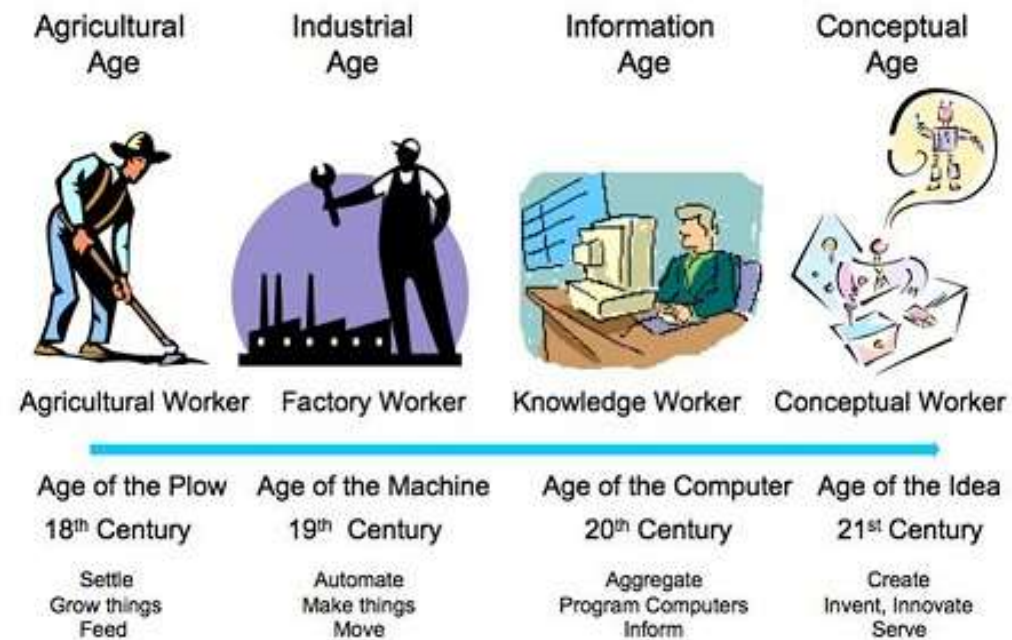 Agricultural Age
Industrial Age
Information Age
Conceptual Age
Agricultural Worker
Factory Worker
Knowledge Worker
Conceptual Worker
Age of the Plow
Age of the Machine
Age of the Computer
Age of the Idea
18th Century
19th Century
20th Century
21st Century
Settle
Grow things
Feed
Automate
Make things
Move
Aggregate
Program Computers
Inform
Create
Invent, Innovate
Serve